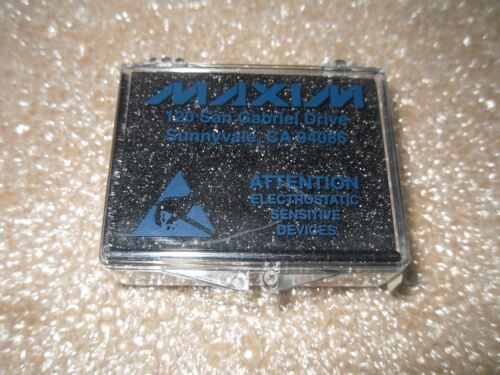 MAXIM
120 San Gabriel Drive
Sunnyvale, CA 94086
ATTENTION
ELECTROSTATIC
SENSITIVE
DEVICES